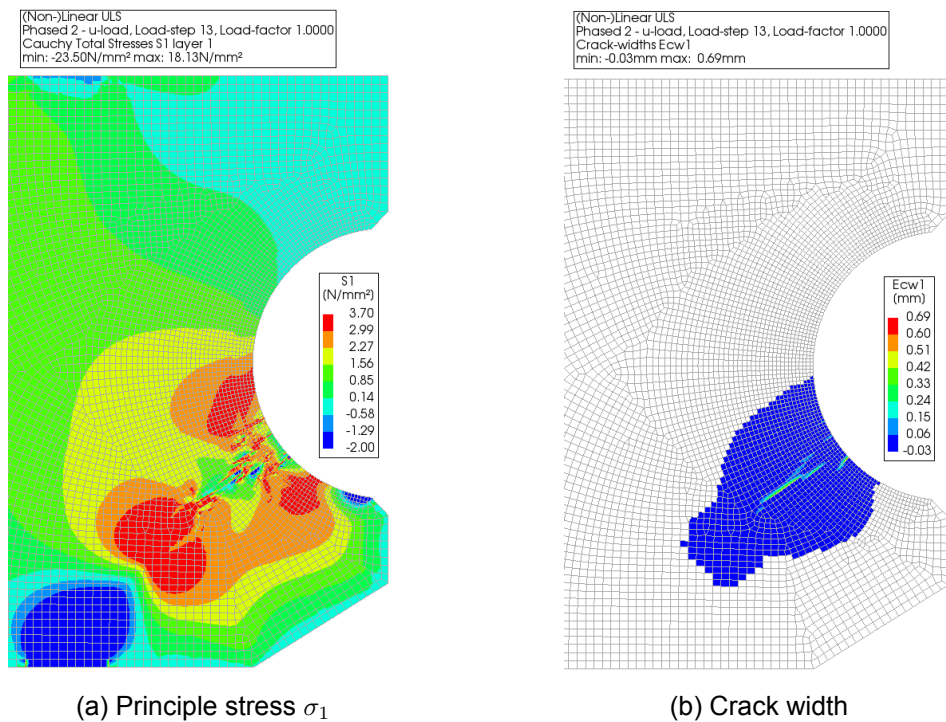 (Non-)Linear ULS
Phased 2 - u-load, Load-step 13, Load-factor 1.0000
Cauchy Total Stresses S1 layer 1
min: -23.50N/mm² max: 18.13N/mm²
S1
(N/mm²)
3.70
2.99
2.27
1.56
0.85
0.14
-0.58
-1.29
-2.00
(a) Principle stress σ₁
(Non-)Linear ULS
Phased 2 - u-load, Load-step 13, Load-factor 1.0000
Crack-widths Ecw1
min: -0.03mm max: 0.69mm
Ecw1
(mm)
0.69
0.60
0.51
0.42
0.33
0.24
0.15
0.06
-0.03
(b) Crack width